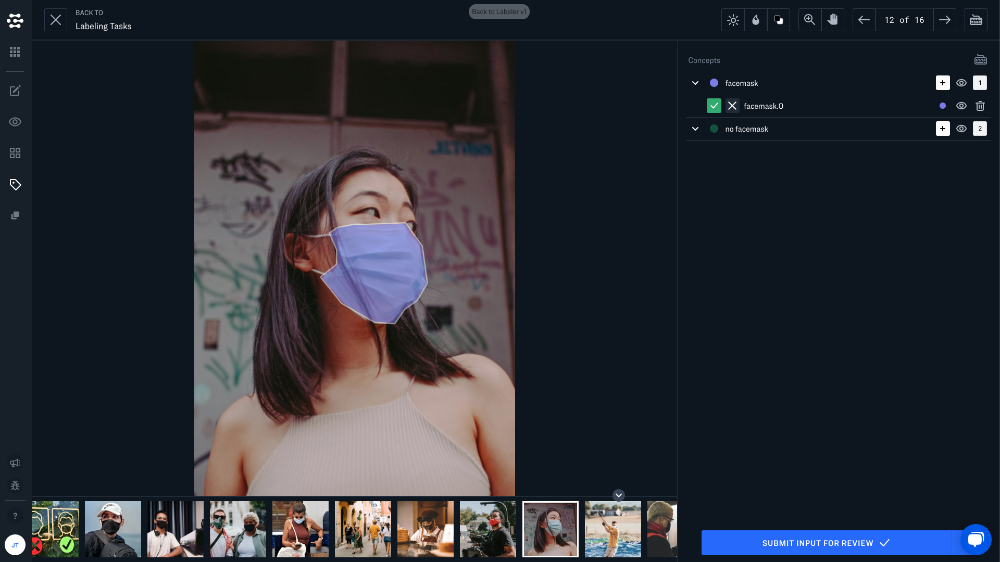 BACK TO
Labeling Tasks
Back to Labeler v1
12 of 16
Concepts
facemask
1
facemask.0
no facemask
2
SUBMIT INPUT FOR REVIEW
?
JT